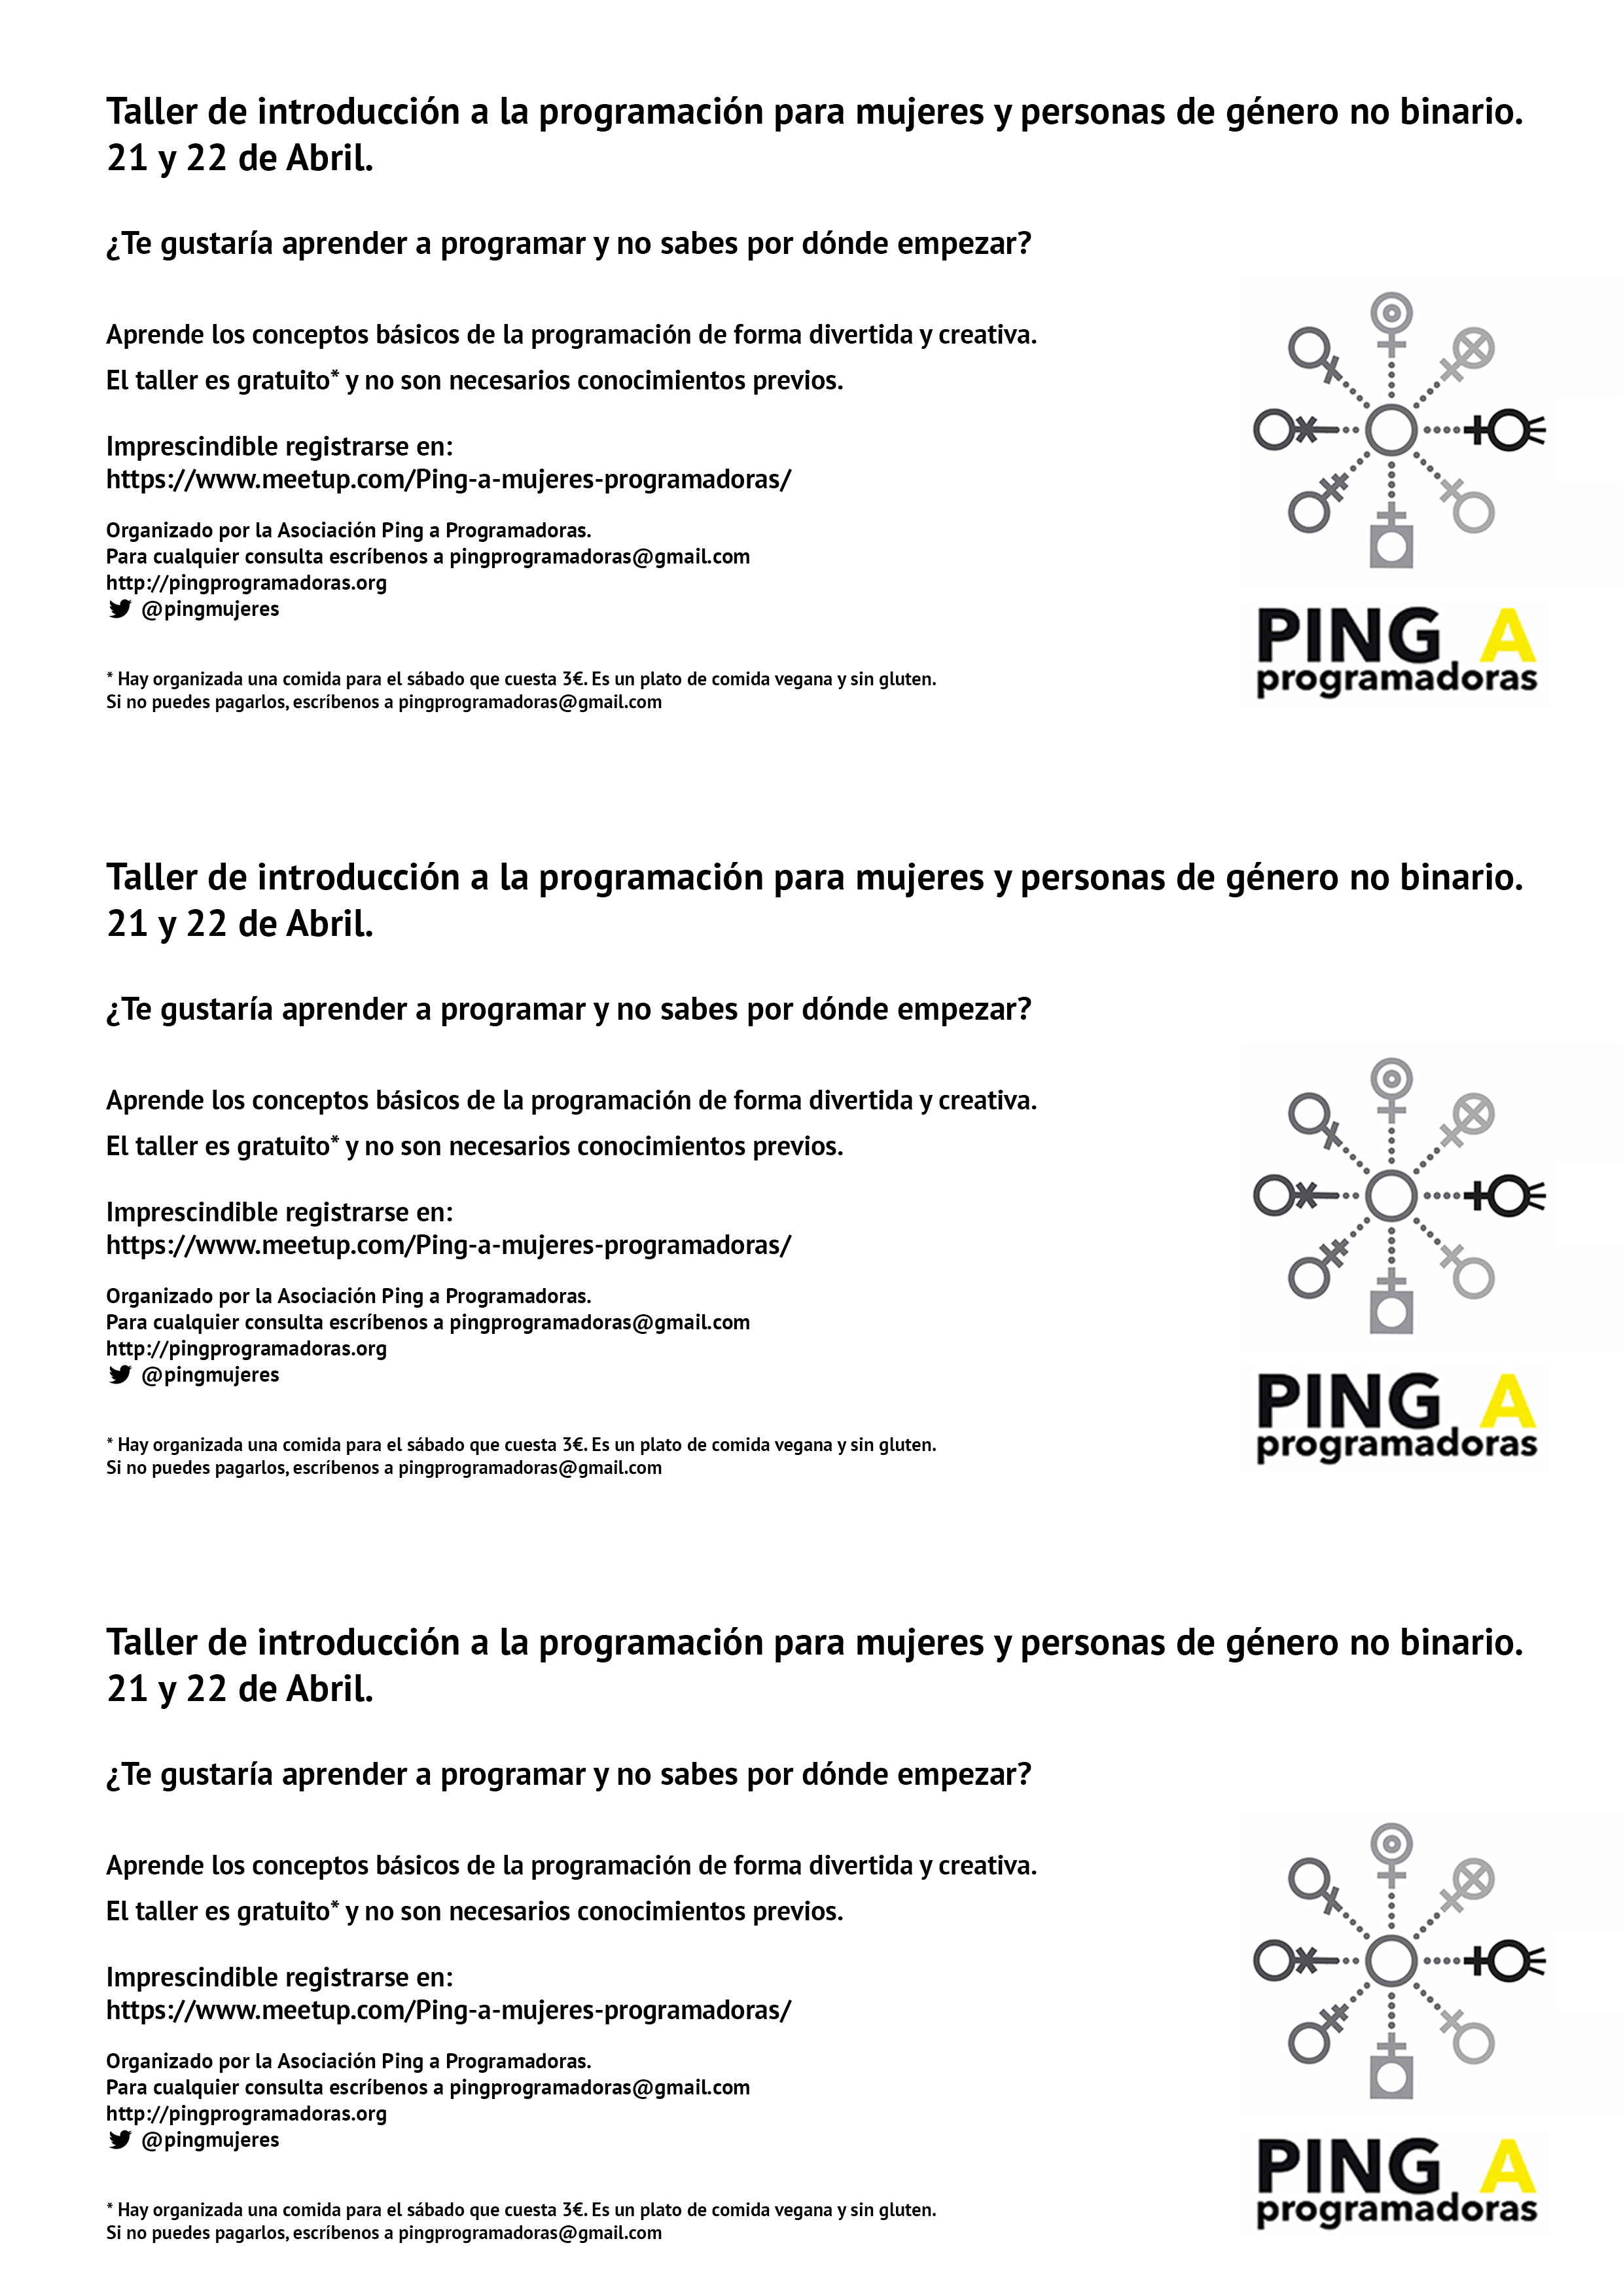 Taller de introducción a la programación para mujeres y personas de género no binario.
21 y 22 de Abril.
¿Te gustaría aprender a programar y no sabes por dónde empezar?
Aprende los conceptos básicos de la programación de forma divertida y creativa.
El taller es gratuito* y no son necesarios conocimientos previos.
Imprescindible registrarse en:
https://www.meetup.com/Ping-a-mujeres-programadoras/
Organizado por la Asociación Ping a Programadoras.
Para cualquier consulta escríbenos a pingprogramadoras@gmail.com
http://pingprogramadoras.org
@pingmujeres
* Hay organizada una comida para el sábado que cuesta 3€. Es un plato de comida vegana y sin gluten.
Si no puedes pagarlos, escríbenos a pingprogramadoras@gmail.com
PING A
programadoras
Taller de introducción a la programación para mujeres y personas de género no binario.
21 y 22 de Abril.
¿Te gustaría aprender a programar y no sabes por dónde empezar?
Aprende los conceptos básicos de la programación de forma divertida y creativa.
El taller es gratuito* y no son necesarios conocimientos previos.
Imprescindible registrarse en:
https://www.meetup.com/Ping-a-mujeres-programadoras/
Organizado por la Asociación Ping a Programadoras.
Para cualquier consulta escríbenos a pingprogramadoras@gmail.com
http://pingprogramadoras.org
@pingmujeres
* Hay organizada una comida para el sábado que cuesta 3€. Es un plato de comida vegana y sin gluten.
Si no puedes pagarlos, escríbenos a pingprogramadoras@gmail.com
PING A
programadoras
Taller de introducción a la programación para mujeres y personas de género no binario.
21 y 22 de Abril.
¿Te gustaría aprender a programar y no sabes por dónde empezar?
Aprende los conceptos básicos de la programación de forma divertida y creativa.
El taller es gratuito* y no son necesarios conocimientos previos.
Imprescindible registrarse en:
https://www.meetup.com/Ping-a-mujeres-programadoras/
Organizado por la Asociación Ping a Programadoras.
Para cualquier consulta escríbenos a pingprogramadoras@gmail.com
http://pingprogramadoras.org
@pingmujeres
* Hay organizada una comida para el sábado que cuesta 3€. Es un plato de comida vegana y sin gluten.
Si no puedes pagarlos, escríbenos a pingprogramadoras@gmail.com
PING A
programadoras